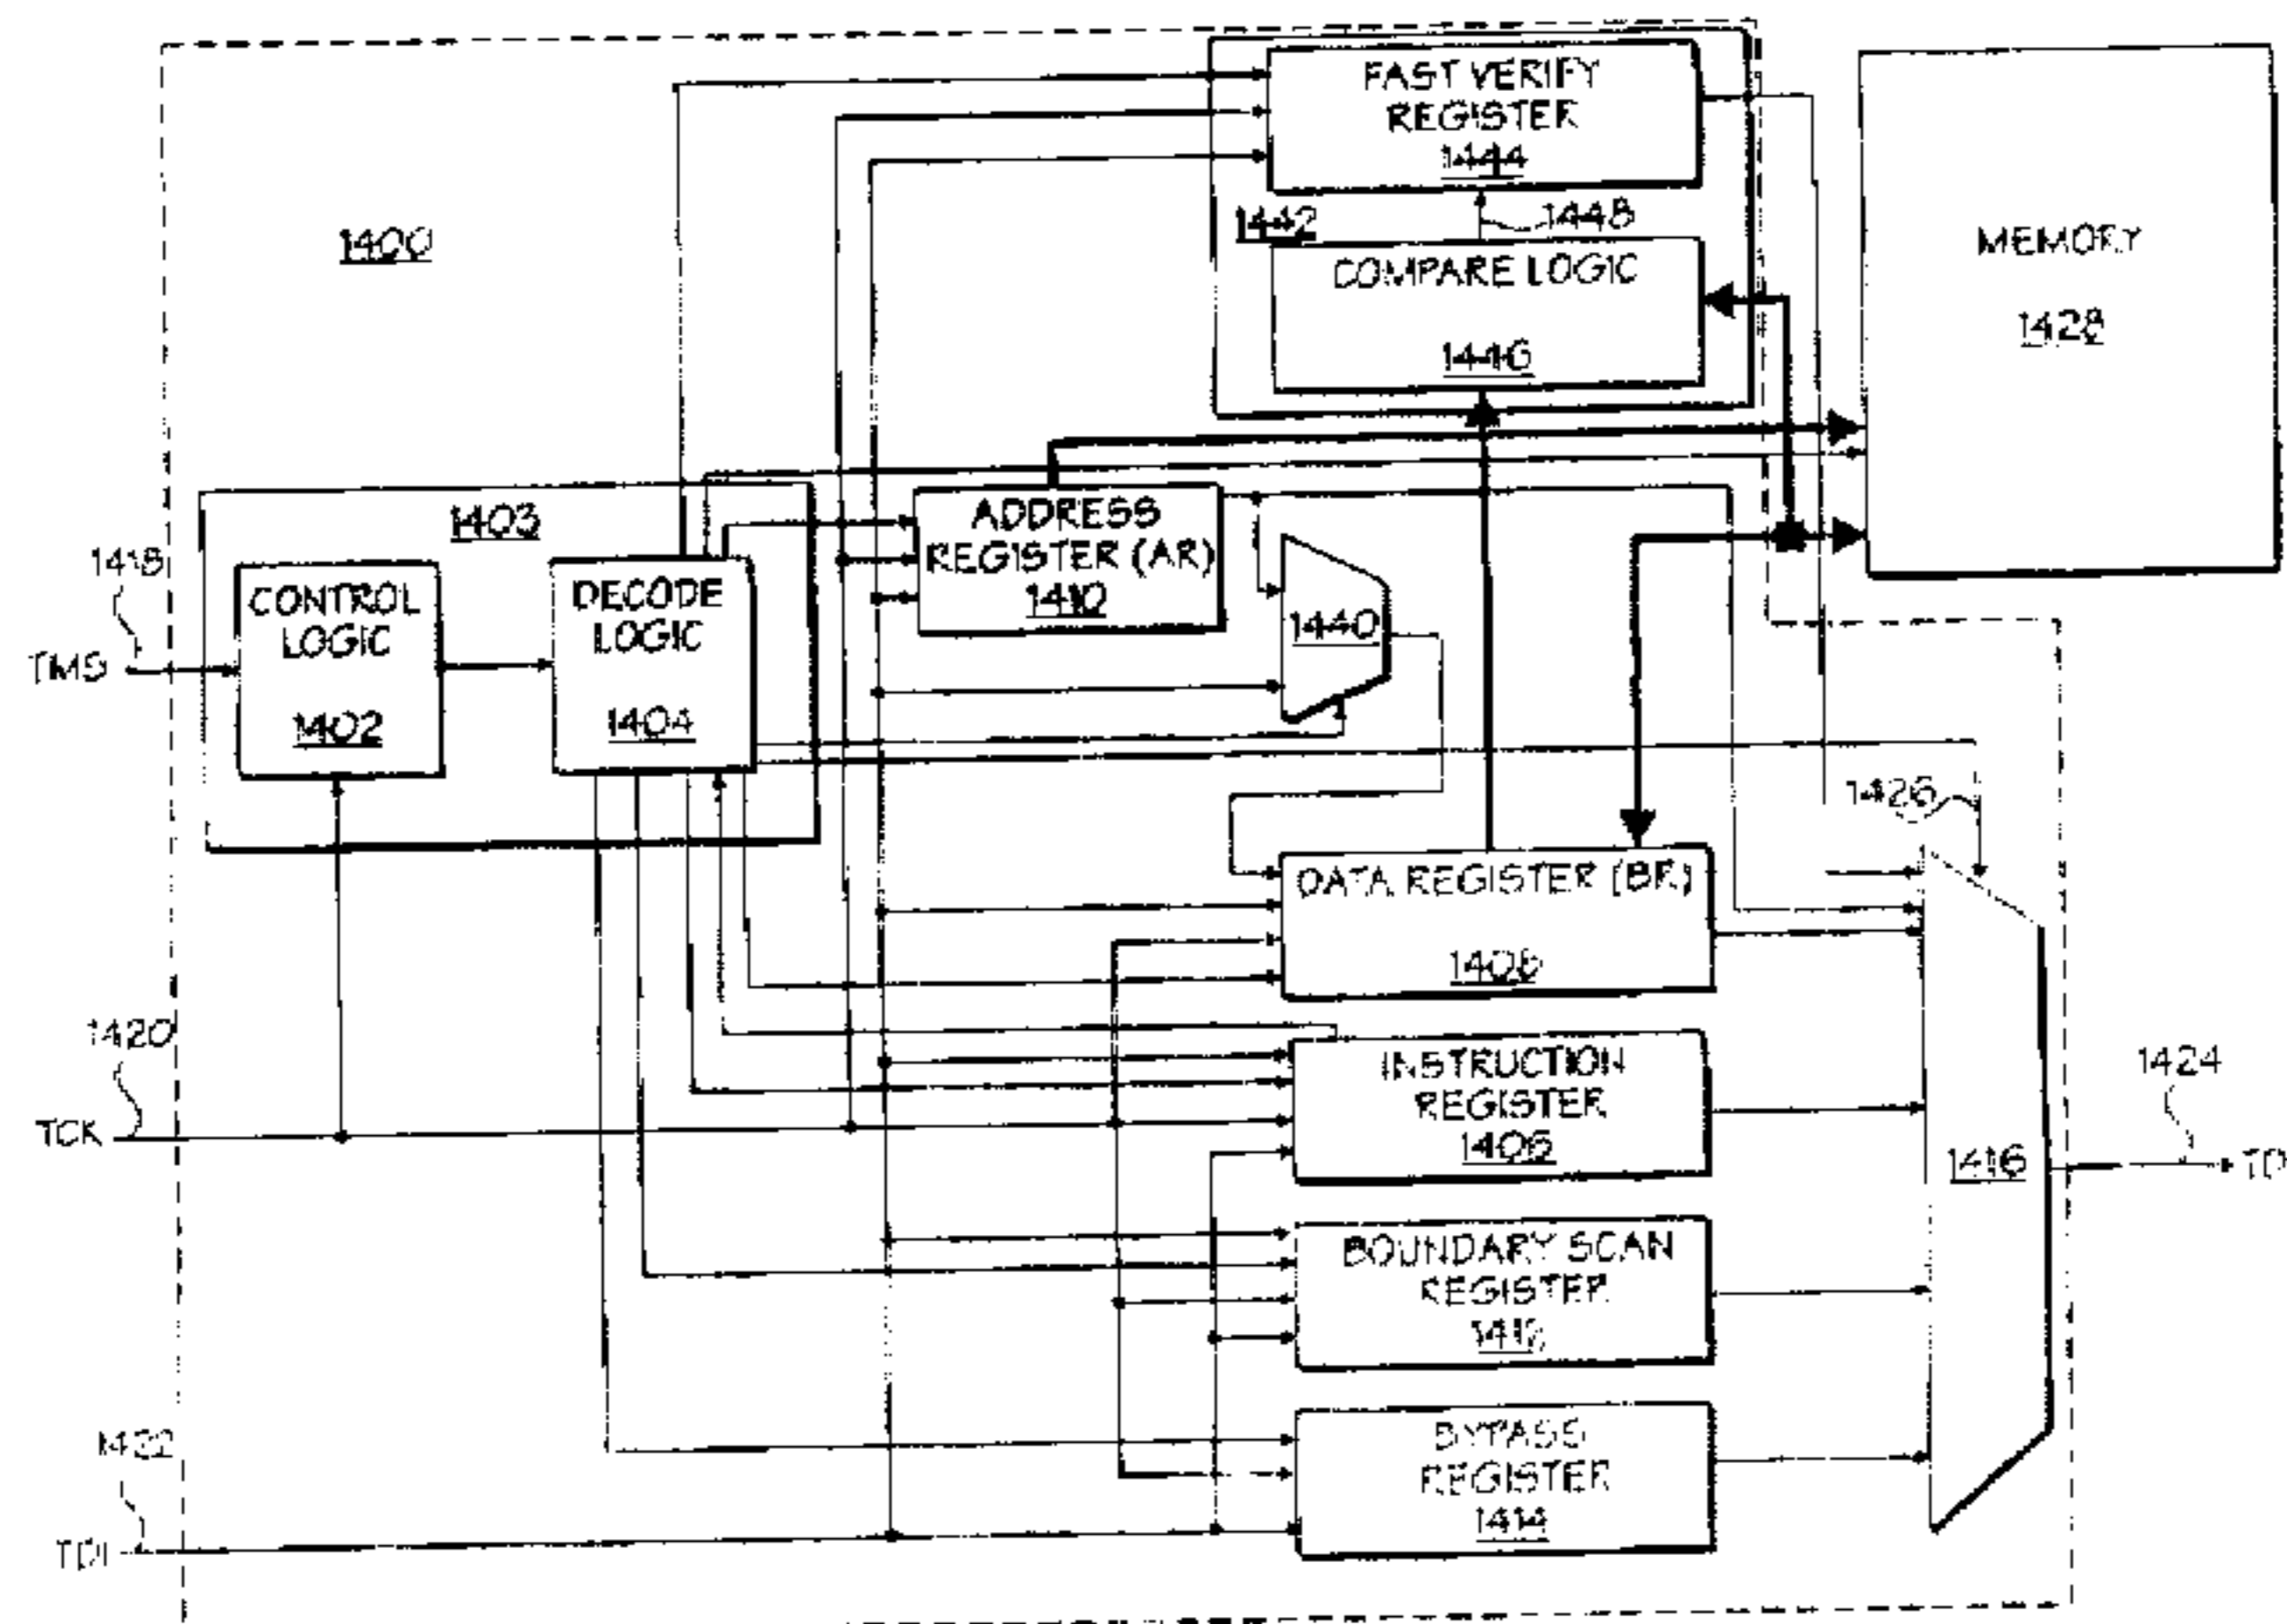 FAST VERIFY
REGISTER
1444
1400
1442
1448
COMPARE LOGIC
1446
MEMORY
1428
1403
ADDRESS
REGISTER (AR)
1410
1418
TMS
CONTROL
LOGIC
1402
DECODE
LOGIC
1404
1440
1426
DATA REGISTER (BR)
1420
TCK
INSTRUCTION
REGISTER
1406
1416
1424
BOUNDARY SCAN
REGISTER
1422
TDI
BYPASS
REGISTER
1414